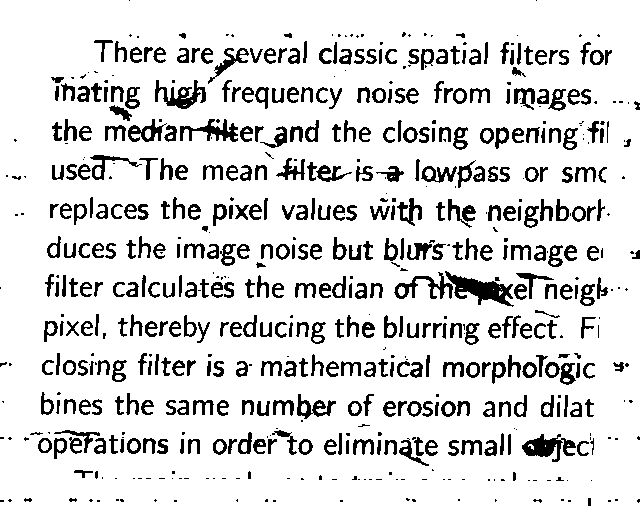 There are several classic spatial filters for
inating high frequency noise from images.
the median filter and the closing opening fil
used. The mean filter is a lowpass or smo
replaces the pixel values with the neighborh
duces the image noise but blurs the image e
filter calculates the median of the pixel neigh
pixel, thereby reducing the blurring effect. Fi
closing filter is a mathematical morphologic
bines the same number of erosion and dilat
operations in order to eliminate small object
The main goal